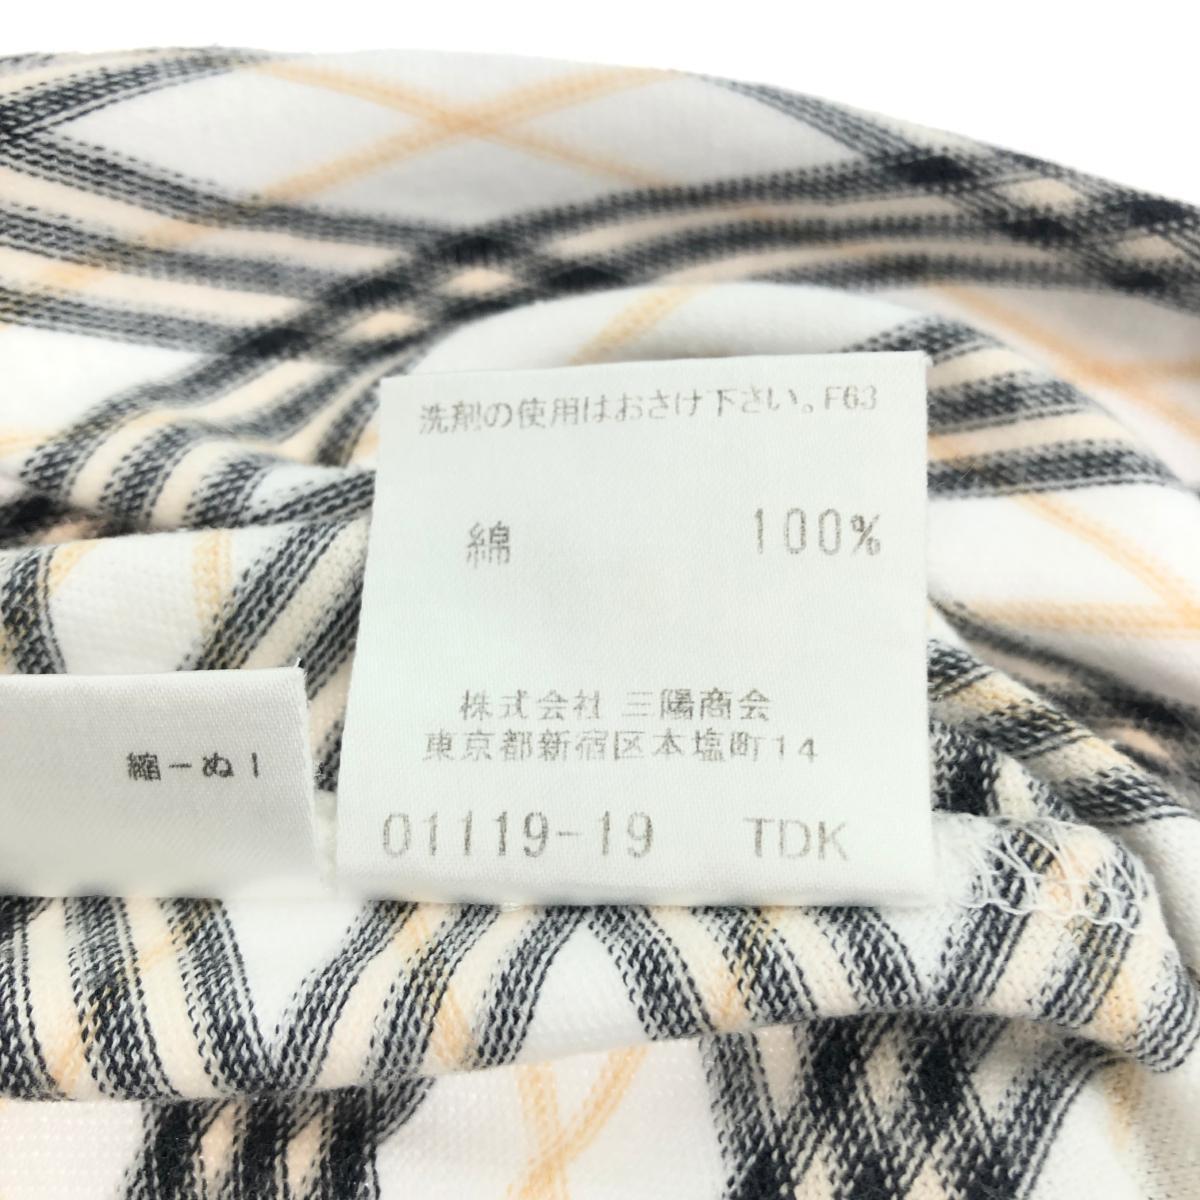 洗剤の使用はおさけ下さい。F63
綿 100%
株式会社 三陽商会
東京都新宿区本塩町14
01119-19 TDK
縮-ぬI